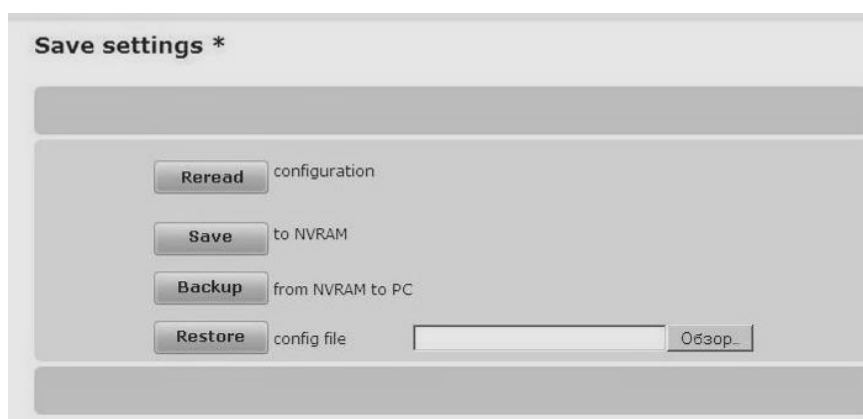 Save settings *
Reread configuration
Save to NVRAM
Backup from NVRAM to PC
Restore config file Обзор...